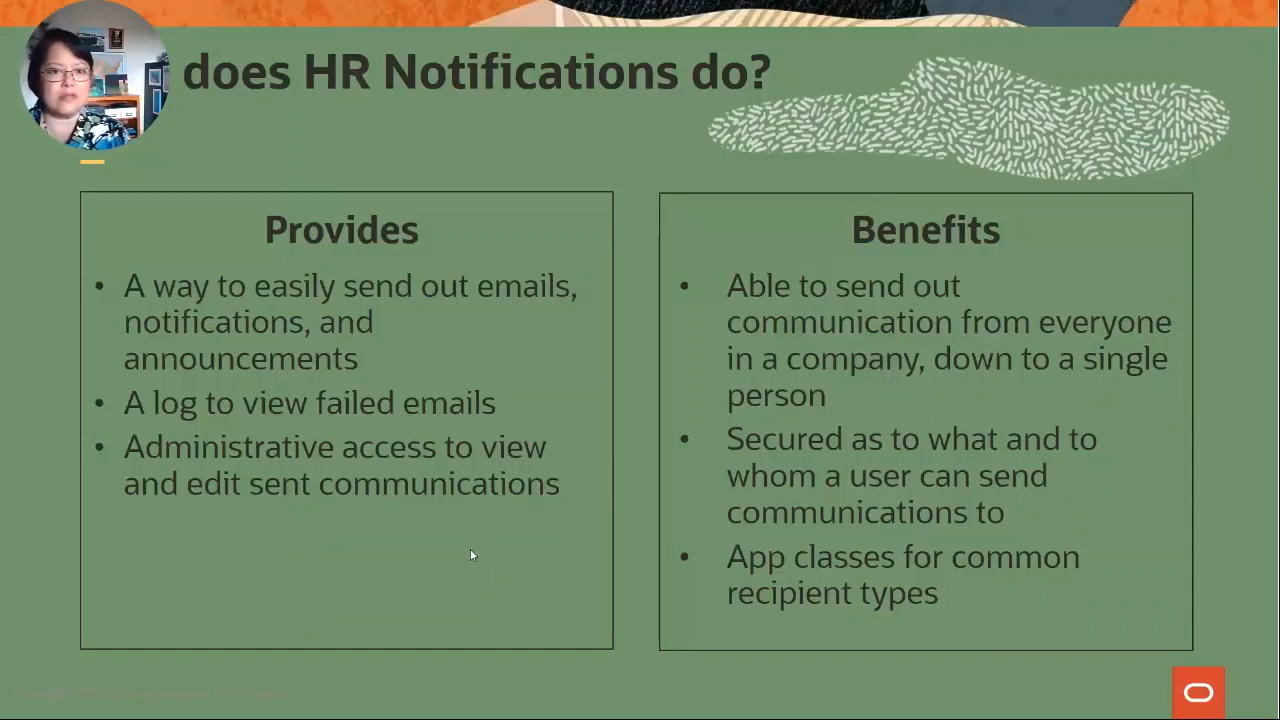 does HR Notifications do?
Provides
• A way to easily send out emails,
notifications, and
announcements
• A log to view failed emails
• Administrative access to view
and edit sent communications
Benefits
• Able to send out
communication from everyone
in a company, down to a single
person
• Secured as to what and to
whom a user can send
communications to
• App classes for common
recipient types